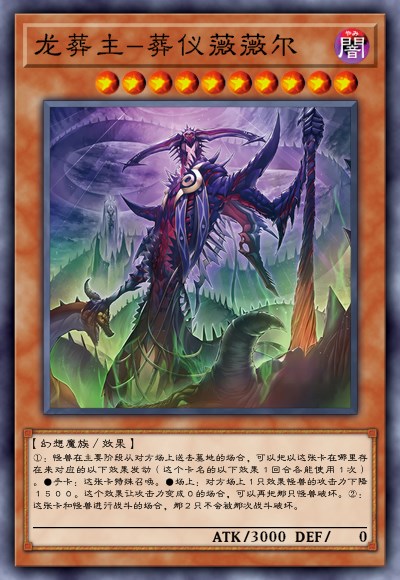 龙葬主-葬仪薇薇尔
やみ
闇
【幻想魔族／效果】
①：怪兽在主要阶段从对方场上送去墓地的场合，可以把以这张卡在哪里存
在来对应的以下效果发动（这个卡名的以下效果1回合各能使用1次）
。●手卡：这张卡特殊召唤。●场上：对方场上1只效果怪兽的攻击力下降
1500。这个效果让攻击力变成0的场合，可以再把那只怪兽破坏。②：
这张卡和怪兽进行战斗的场合，那2只不会被那次战斗破坏。
ATK/3000 DEF/ 0